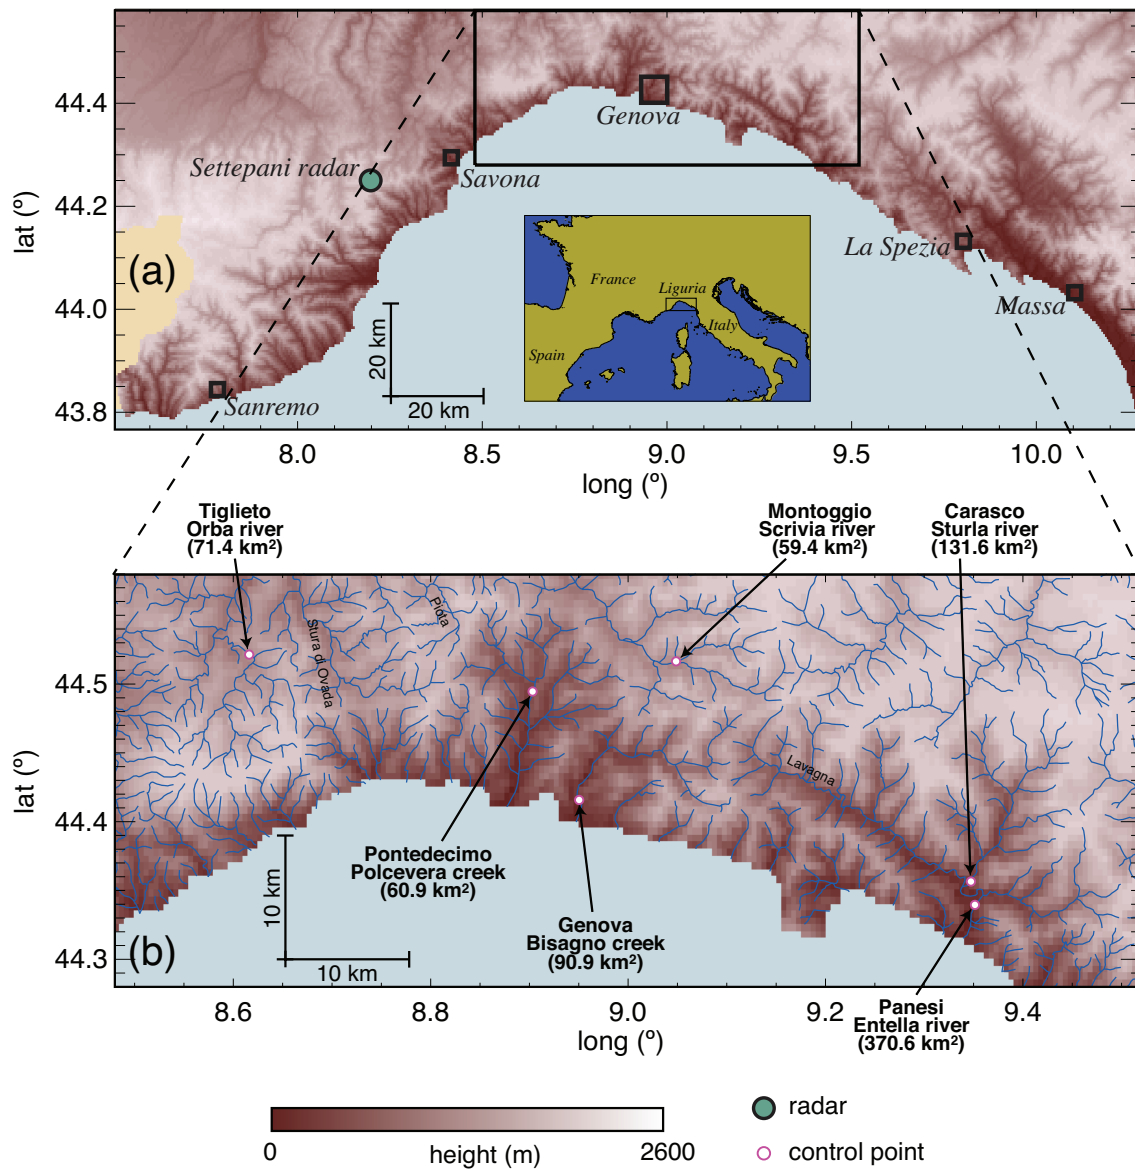 44.4
44.2
44.0
43.8
lat (º)
Genova
Settepani radar
Savona
La Spezia
Massa
Sanremo
(a)
20 km
20 km
France
Liguria
Italy
Spain
8.0
8.5
9.0
9.5
10.0
long (º)
Tiglieto
Orba river
(71.4 km²)
Montoggio
Scrivia river
(59.4 km²)
Carasco
Sturla river
(131.6 km²)
Piota
Stura di Ovada
Lavagna
44.5
44.4
44.3
lat (º)
Pontedecimo
Polcevera creek
(60.9 km²)
Genova
Bisagno creek
(90.9 km²)
Panesi
Entella river
(370.6 km²)
10 km
10 km
(b)
8.6
8.8
9.0
9.2
9.4
long (º)
0
height (m)
2600
radar
control point